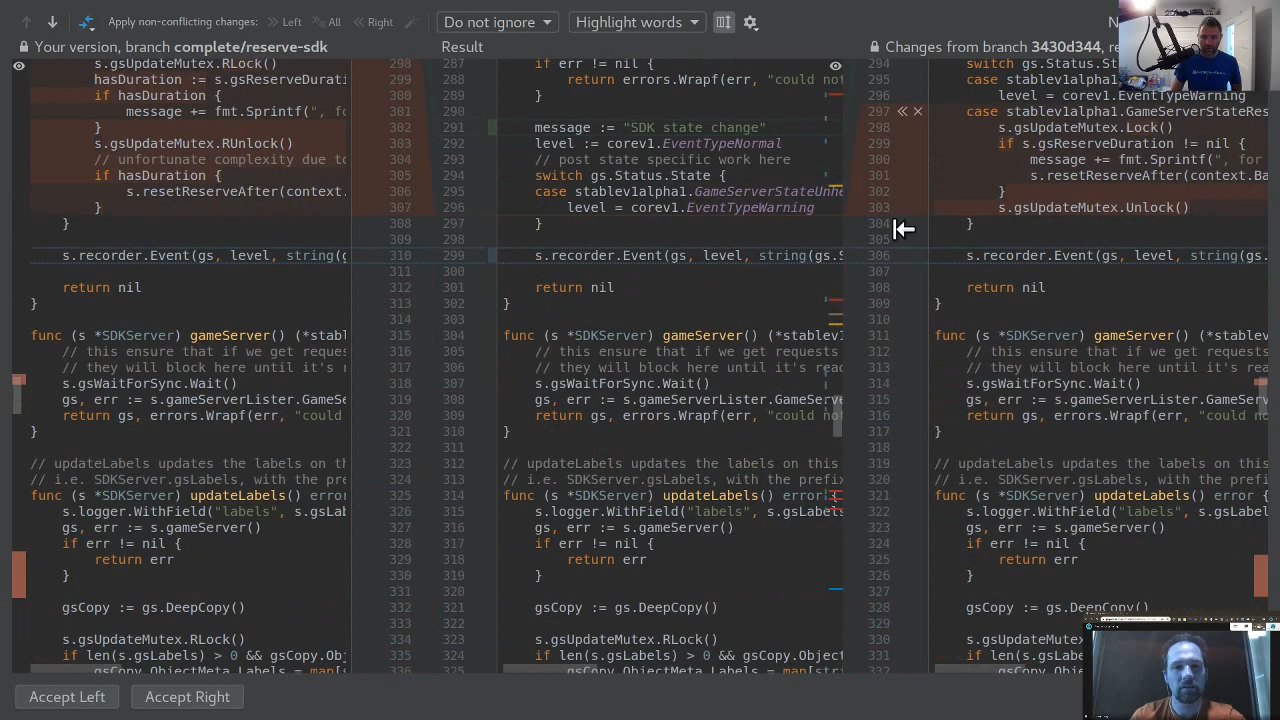 Apply non-conflicting changes: Left All Right Do not ignore Highlight words
Your version, branch complete/reserve-sdk Result Changes from branch 3430d344,
s.gsUpdateMutex.RLock() 298
hasDuration := s.gsReserveDurati 299
if hasDuration { 300
message += fmt.Sprintf(", fo 301
} 302
s.gsUpdateMutex.RUnlock() 303
// unfortunate complexity due to 304
if hasDuration { 305
s.resetReserveAfter(context. 306
} 307
} 308
309
s.recorder.Event(gs, level, string(g 310
311
return nil 312
} 313
314
func (s *SDKServer) gameServer() (*stabl 315
// this ensure that if we get requests 316
// they will block here until it's r 317
s.gsWaitForSync.Wait() 318
gs, err := s.gameServerLister.GameSe 319
return gs, errors.Wrapf(err, "could 320
} 321
322
// updateLabels updates the labels on th 323
// i.e. SDKServer.gsLabels, with the pre 324
func (s *SDKServer) updateLabels() error 325
s.logger.WithField("labels", s.gsLab 326
gs, err := s.gameServer() 327
if err != nil { 328
return err 329
} 330
331
gsCopy := gs.DeepCopy() 332
333
s.gsUpdateMutex.RLock() 334
if len(s.gsLabels) > 0 && gsCopy.Obj 335
gsCopy.ObjectMeta.Labels = map[s 336
287 if err != nil {
288 return errors.Wrapf(err, "could no
289 }
290
291 message := "SDK state change"
292 level := corev1.EventTypeNormal
293 // post state specific work here
294 switch gs.Status.State {
295 case stablev1alpha1.GameServerStateUnhe
296 level = corev1.EventTypeWarning
297 }
298
299 s.recorder.Event(gs, level, string(gs.S
300
301 return nil
302 }
303
304 func (s *SDKServer) gameServer() (*stablev1
305 // this ensure that if we get requests
306 // they will block here until it's rea
307 s.gsWaitForSync.Wait()
308 gs, err := s.gameServerLister.GameServe
309 return gs, errors.Wrapf(err, "could not
310 }
311
312 // updateLabels updates the labels on this
313 // i.e. SDKServer.gsLabels, with the prefix
314 func (s *SDKServer) updateLabels() error {
315 s.logger.WithField("labels", s.gsLabels
316 gs, err := s.gameServer()
317 if err != nil {
318 return err
319 }
320
321 gsCopy := gs.DeepCopy()
322
323 s.gsUpdateMutex.RLock()
324 if len(s.gsLabels) > 0 && gsCopy.Object
325 gsCopy.ObjectMeta.Labels = map[stri
294 switch gs.Status.State {
295 case stablev1alpha1.GameServerStateUnhe
296 level = corev1.EventTypeWarning
297 case stablev1alpha1.GameServerStateRes
298 s.gsUpdateMutex.Lock()
299 if s.gsReserveDuration != nil {
300 message += fmt.Sprintf(", for
301 s.resetReserveAfter(context.Ba
302 }
303 s.gsUpdateMutex.Unlock()
304 }
305
306 s.recorder.Event(gs, level, string(gs.
307
308 return nil
309 }
310
311 func (s *SDKServer) gameServer() (*stablev
312 // this ensure that if we get requests
313 // they will block here until it's rea
314 s.gsWaitForSync.Wait()
315 gs, err := s.gameServerLister.GameServ
316 return gs, errors.Wrapf(err, "could no
317 }
318
319 // updateLabels updates the labels on this
320 // i.e. SDKServer.gsLabels, with the prefi
321 func (s *SDKServer) updateLabels() error {
322 s.logger.WithField("labels", s.gsLabel
323 gs, err := s.gameServer()
324 if err != nil {
325 return err
326 }
327
328 gsCopy := gs.DeepCopy()
329
330 s.gsUpdateMute
331 if len(s.gsLab
332 gsCopy.Obj
Accept Left Accept Right